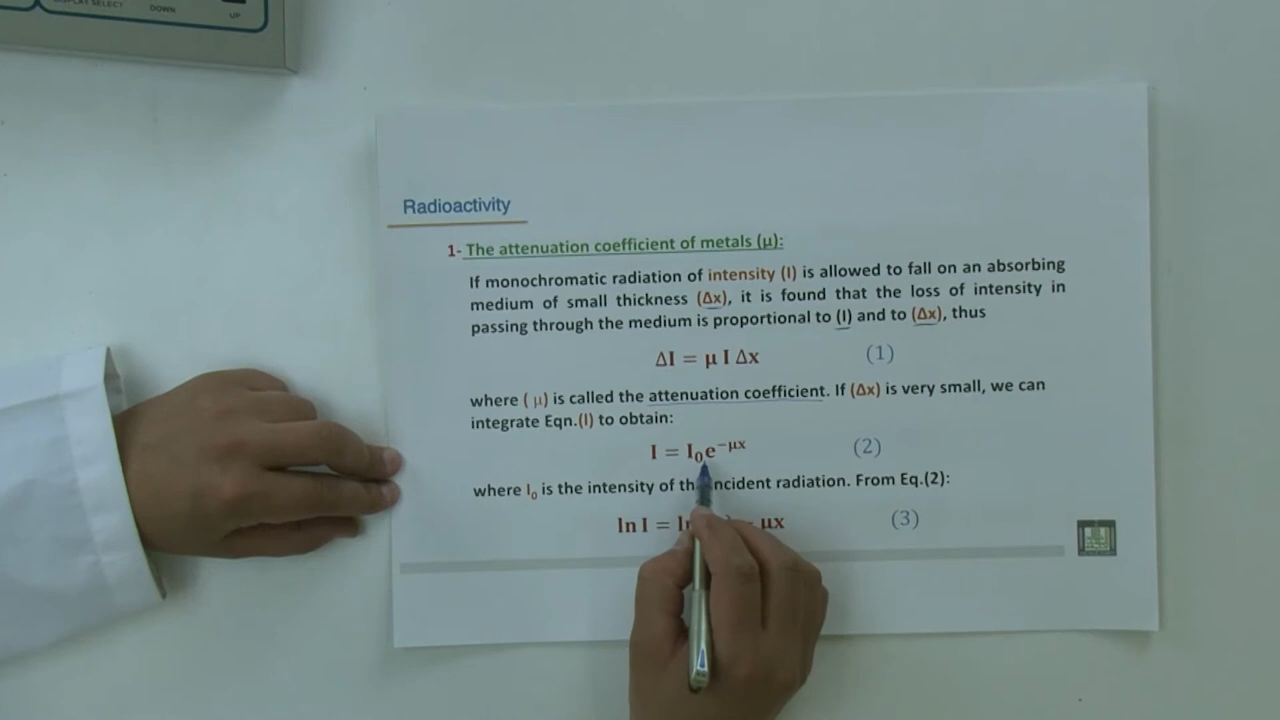 DISPLAY SELECT DOWN UP
Radioactivity
1- The attenuation coefficient of metals (μ):
If monochromatic radiation of intensity (I) is allowed to fall on an absorbing
medium of small thickness (Δx), it is found that the loss of intensity in
passing through the medium is proportional to (I) and to (Δx), thus
ΔI = μ I Δx (1)
where ( μ) is called the attenuation coefficient. If (Δx) is very small, we can
integrate Eqn.(I) to obtain:
I = I₀e^−μx (2)
where I₀ is the intensity of incident radiation. From Eq.(2):
ln I = − μx (3)